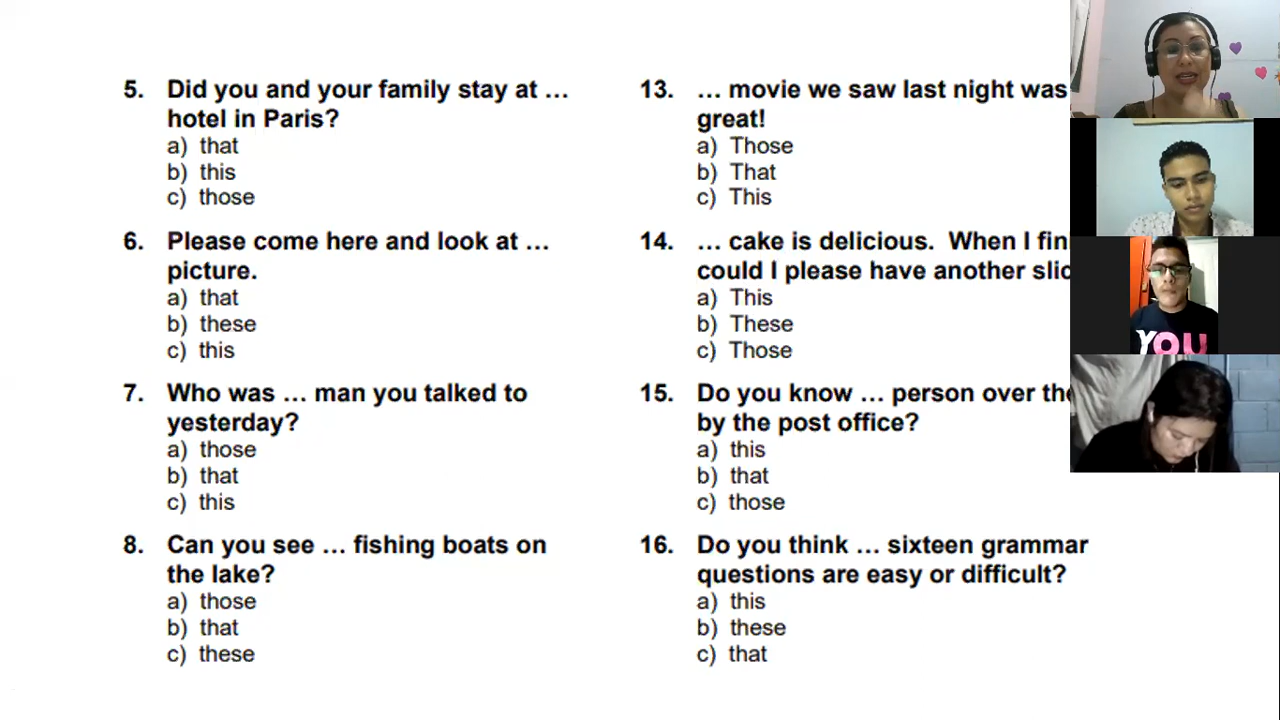 5. Did you and your family stay at …
hotel in Paris?
a) that
b) this
c) those
6. Please come here and look at …
picture.
a) that
b) these
c) this
7. Who was … man you talked to
yesterday?
a) those
b) that
c) this
8. Can you see … fishing boats on
the lake?
a) those
b) that
c) these
13. … movie we saw last night was
great!
a) Those
b) That
c) This
14. … cake is delicious. When I fin
could I please have another slic
a) This
b) These
c) Those
15. Do you know … person over the
by the post office?
a) this
b) that
c) those
16. Do you think … sixteen grammar
questions are easy or difficult?
a) this
b) these
c) that
YOU